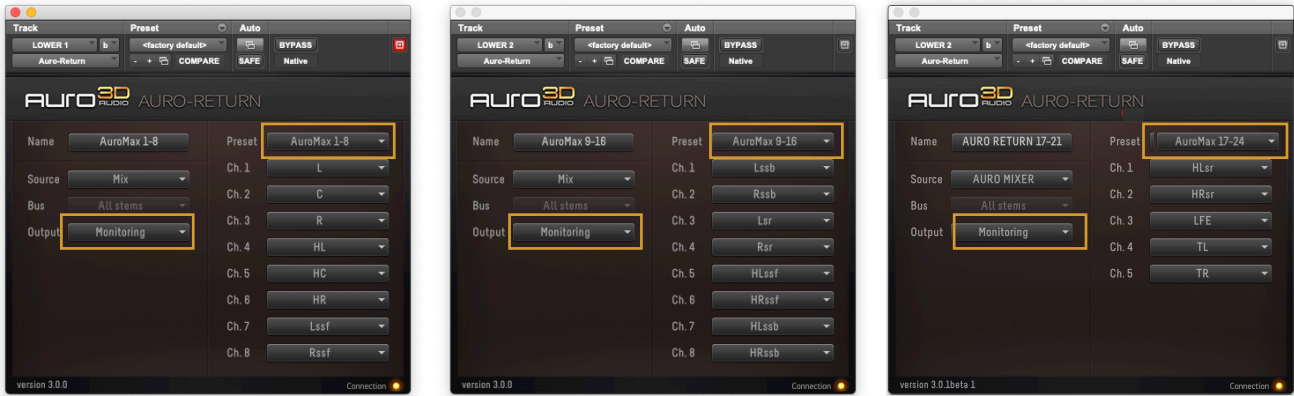 Track Preset Auto
LOWER 1 b <factory default> BYPASS
Auro-Return - + COMPARE SAFE Native
AURO 3D AUDIO AURO-RETURN
Name AuroMax 1-8 Preset AuroMax 1-8
Ch. 1 L
Source Mix
Ch. 2 C
Bus All stems
Ch. 3 R
Output Monitoring
Ch. 4 HL
Ch. 5 HC
Ch. 6 HR
Ch. 7 Lssf
Ch. 8 Rssf
version 3.0.0 Connection
Track Preset Auto
LOWER 2 b <factory default> BYPASS
Auro-Return - + COMPARE SAFE Native
AURO 3D AUDIO AURO-RETURN
Name AuroMax 9-16 Preset AuroMax 9-16
Ch. 1 Lssb
Source Mix
Ch. 2 Rssb
Bus All stems
Ch. 3 Lsr
Output Monitoring
Ch. 4 Rsr
Ch. 5 HLssf
Ch. 6 HRssf
Ch. 7 HLssb
Ch. 8 HRssb
version 3.0.0 Connection
Track Preset Auto
LOWER 2 b <factory default> BYPASS
Auro-Return - + COMPARE SAFE Native
AURO 3D AUDIO AURO-RETURN
Name AURO RETURN 17-21 Preset AuroMax 17-24
Ch. 1 HLsr
Source AURO MIXER
Ch. 2 HRsr
Bus All stems
Ch. 3 LFE
Output Monitoring
Ch. 4 TL
Ch. 5 TR
version 3.0.1beta 1 Connection